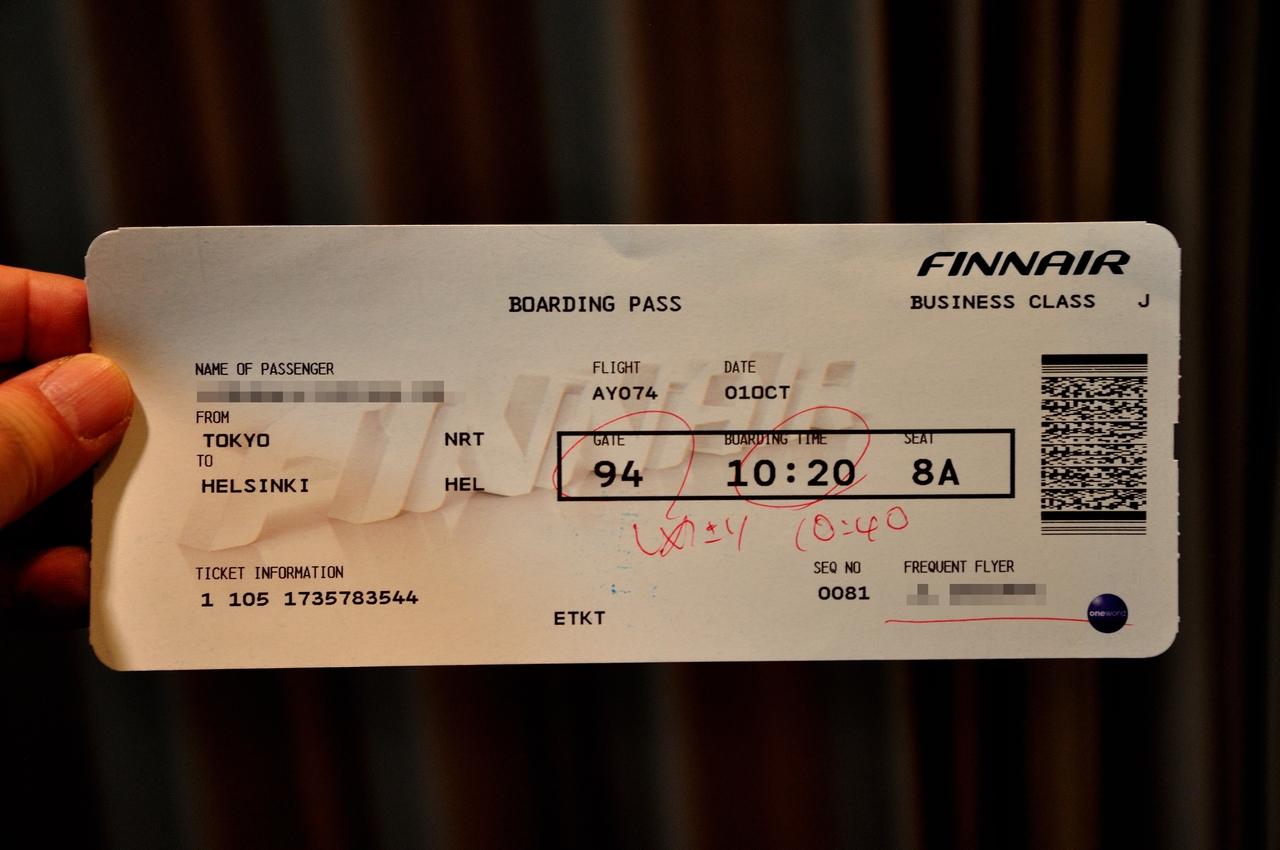 FINNAIR
BOARDING PASS
BUSINESS CLASS J
NAME OF PASSENGER
FLIGHT DATE
AY074 01OCT
FROM
TOKYO NRT
TO
HELSINKI HEL
GATE BOARDING TIME SEAT
94 10:20 8A
10:40
TICKET INFORMATION
1 105 1735783544
SEQ NO FREQUENT FLYER
0081
ETKT
oneworld
FINNAIR